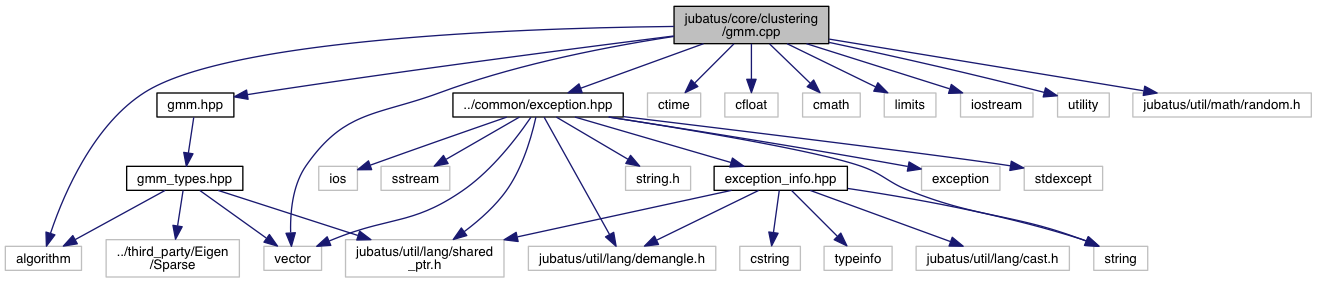 jubatus/core/clustering
/gmm.cpp
gmm.hpp
../common/exception.hpp
ctime
cfloat
cmath
limits
iostream
utility
jubatus/util/math/random.h
gmm_types.hpp
ios
sstream
string.h
exception_info.hpp
exception
stdexcept
algorithm
../third_party/Eigen
/Sparse
vector
jubatus/util/lang/shared
_ptr.h
jubatus/util/lang/demangle.h
cstring
typeinfo
jubatus/util/lang/cast.h
string